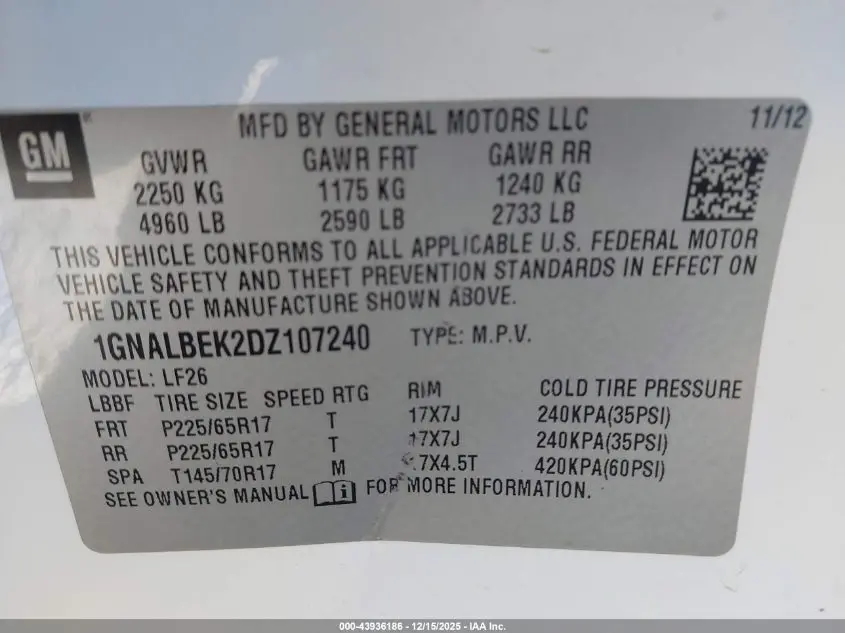 GM
MFD BY GENERAL MOTORS LLC 11/12
GVWR GAWR FRT GAWR RR
2250 KG 1175 KG 1240 KG
4960 LB 2590 LB 2733 LB
THIS VEHICLE CONFORMS TO ALL APPLICABLE U.S. FEDERAL MOTOR
VEHICLE SAFETY AND THEFT PREVENTION STANDARDS IN EFFECT ON
THE DATE OF MANUFACTURE SHOWN ABOVE.
1GNALBEK2DZ107240 TYPE: M.P.V.
MODEL: LF26
LBBF TIRE SIZE SPEED RTG RIM COLD TIRE PRESSURE
FRT P225/65R17 T 17X7J 240KPA(35PSI)
RR P225/65R17 T 17X7J 240KPA(35PSI)
SPA T145/70R17 M 7X4.5T 420KPA(60PSI)
SEE OWNER'S MANUAL i FOR MORE INFORMATION.
000-43936186 - 12/15/2025 - IAA Inc.